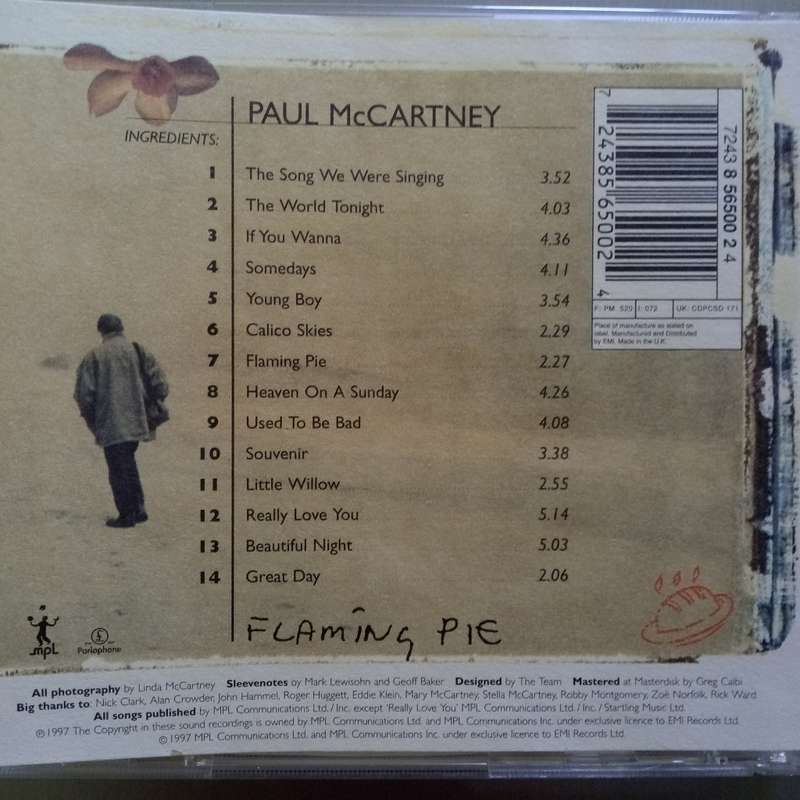 PAUL McCARTNEY
INGREDIENTS:
1 The Song We Were Singing 3.52
2 The World Tonight 4.03
3 If You Wanna 4.36
4 Somedays 4.11
5 Young Boy 3.54
6 Calico Skies 2.29
7 Flaming Pie 2.27
8 Heaven On A Sunday 4.26
9 Used To Be Bad 4.08
10 Souvenir 3.38
11 Little Willow 2.55
12 Really Love You 5.14
13 Beautiful Night 5.03
14 Great Day 2.06
FLAMING PIE
7243 8 56500 2 4
7 24385 65002 4
F: PM 520 I: 072 UK: CDPCSD 171
Place of manufacture as stated on
label. Manufactured and Distributed
by EMI. Made in the U.K.
mpL
Parlophone
All photography by Linda McCartney Sleevenotes by Mark Lewisohn and Geoff Baker Designed by The Team Mastered at Masterdisk by Greg Calbi
Big thanks to: Nick Clark, Alan Crowder, John Hammel, Roger Huggett, Eddie Klein, Mary McCartney, Stella McCartney, Robby Montgomery, Zoë Norfolk, Rick Ward.
All songs published by MPL Communications Ltd. / Inc. except 'Really Love You' MPL Communications Ltd. / Inc. / Startling Music Ltd.
℗ 1997 The Copyright in these sound recordings is owned by MPL Communications Ltd. and MPL Communications Inc. under exclusive licence to EMI Records Ltd.
© 1997 MPL Communications Ltd. and MPL Communications Inc. under exclusive licence to EMI Records Ltd.